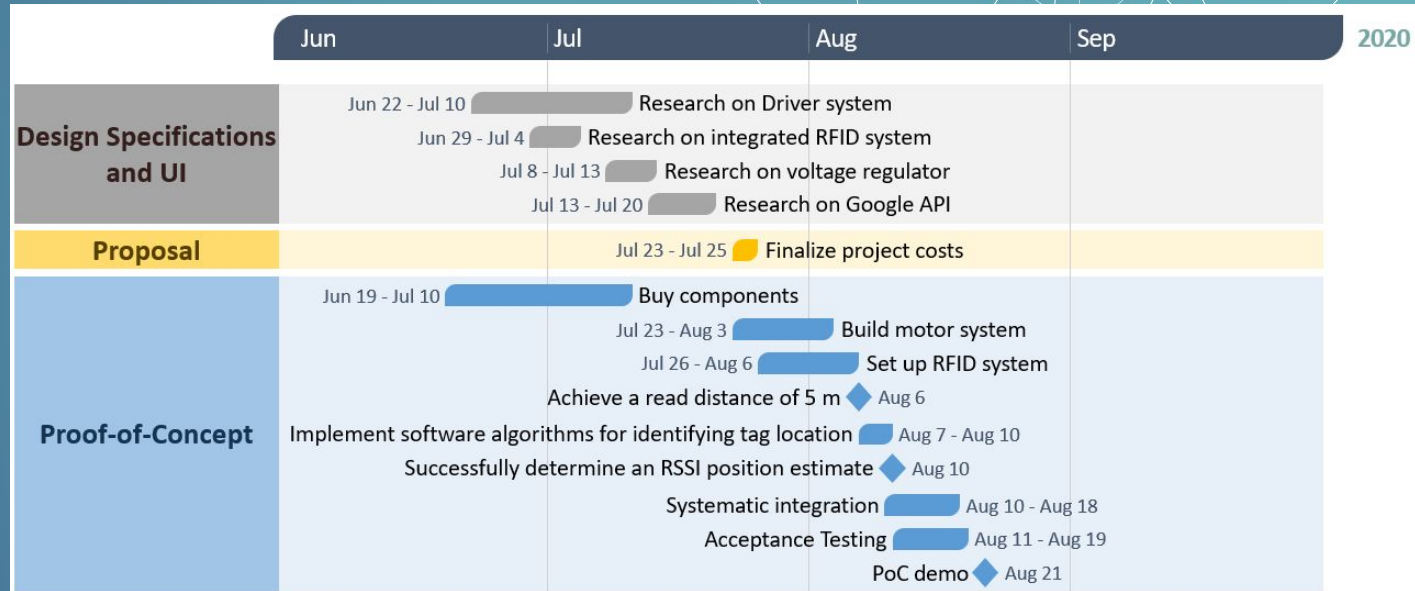 Jun Jul Aug Sep 2020
Design Specifications
and UI
Jun 22 - Jul 10 Research on Driver system
Jun 29 - Jul 4 Research on integrated RFID system
Jul 8 - Jul 13 Research on voltage regulator
Jul 13 - Jul 20 Research on Google API
Proposal
Jul 23 - Jul 25 Finalize project costs
Proof-of-Concept
Jun 19 - Jul 10 Buy components
Jul 23 - Aug 3 Build motor system
Jul 26 - Aug 6 Set up RFID system
Achieve a read distance of 5 m Aug 6
Implement software algorithms for identifying tag location Aug 7 - Aug 10
Successfully determine an RSSI position estimate Aug 10
Systematic integration Aug 10 - Aug 18
Acceptance Testing Aug 11 - Aug 19
PoC demo Aug 21